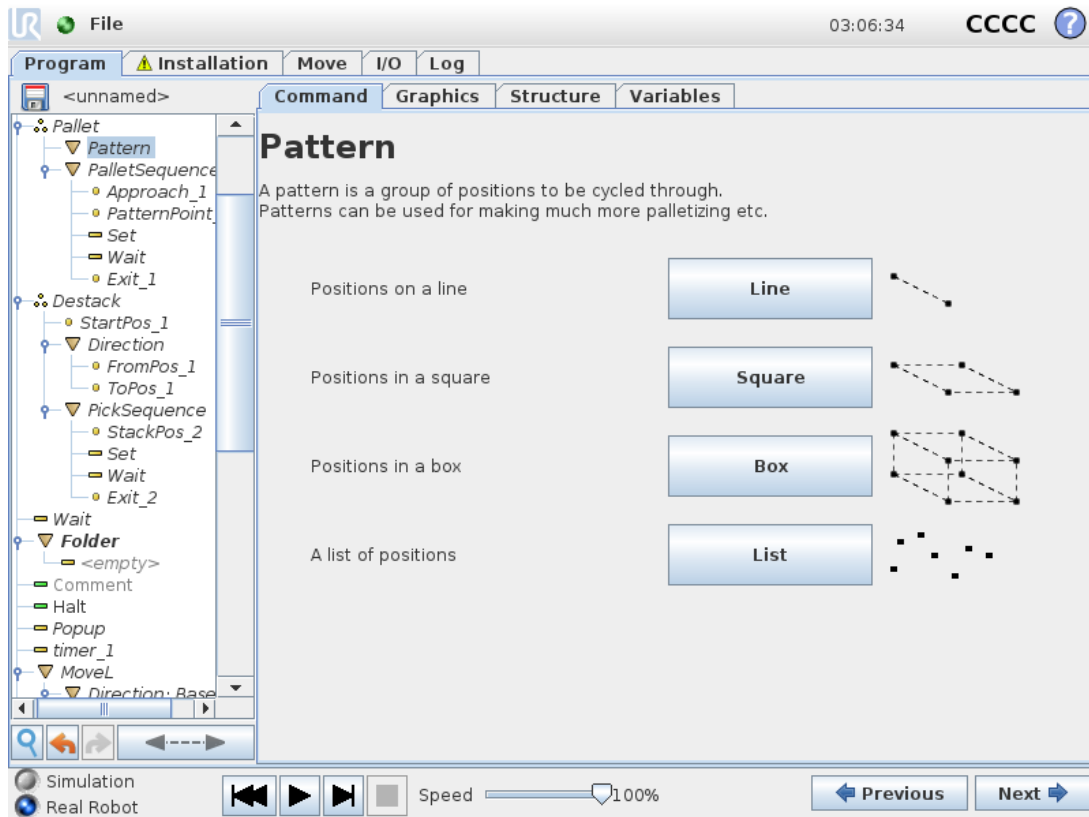 UR File 03:06:34 CCCC ?
Program Installation Move I/O Log
<unnamed>
Command Graphics Structure Variables
Pallet
Pattern
PalletSequence
Approach_1
PatternPoint_
Set
Wait
Exit_1
Destack
StartPos_1
Direction
FromPos_1
ToPos_1
PickSequence
StackPos_2
Set
Wait
Exit_2
Wait
Folder
<empty>
Comment
Halt
Popup
timer_1
MoveL
Direction: Base
Pattern
A pattern is a group of positions to be cycled through.
Patterns can be used for making much more palletizing etc.
Positions on a line Line
Positions in a square Square
Positions in a box Box
A list of positions List
Simulation
Real Robot
Speed 100%
Previous Next